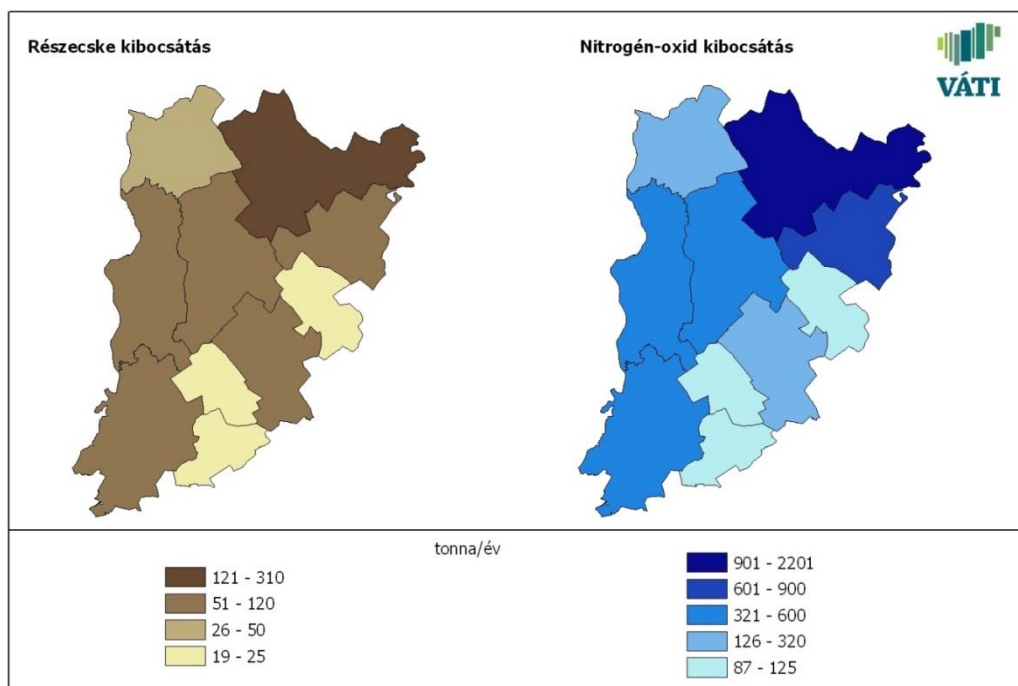 Részecske kibocsátás
Nitrogén-oxid kibocsátás
VÁTI
tonna/év
121 - 310
51 - 120
26 - 50
19 - 25
901 - 2201
601 - 900
321 - 600
126 - 320
87 - 125